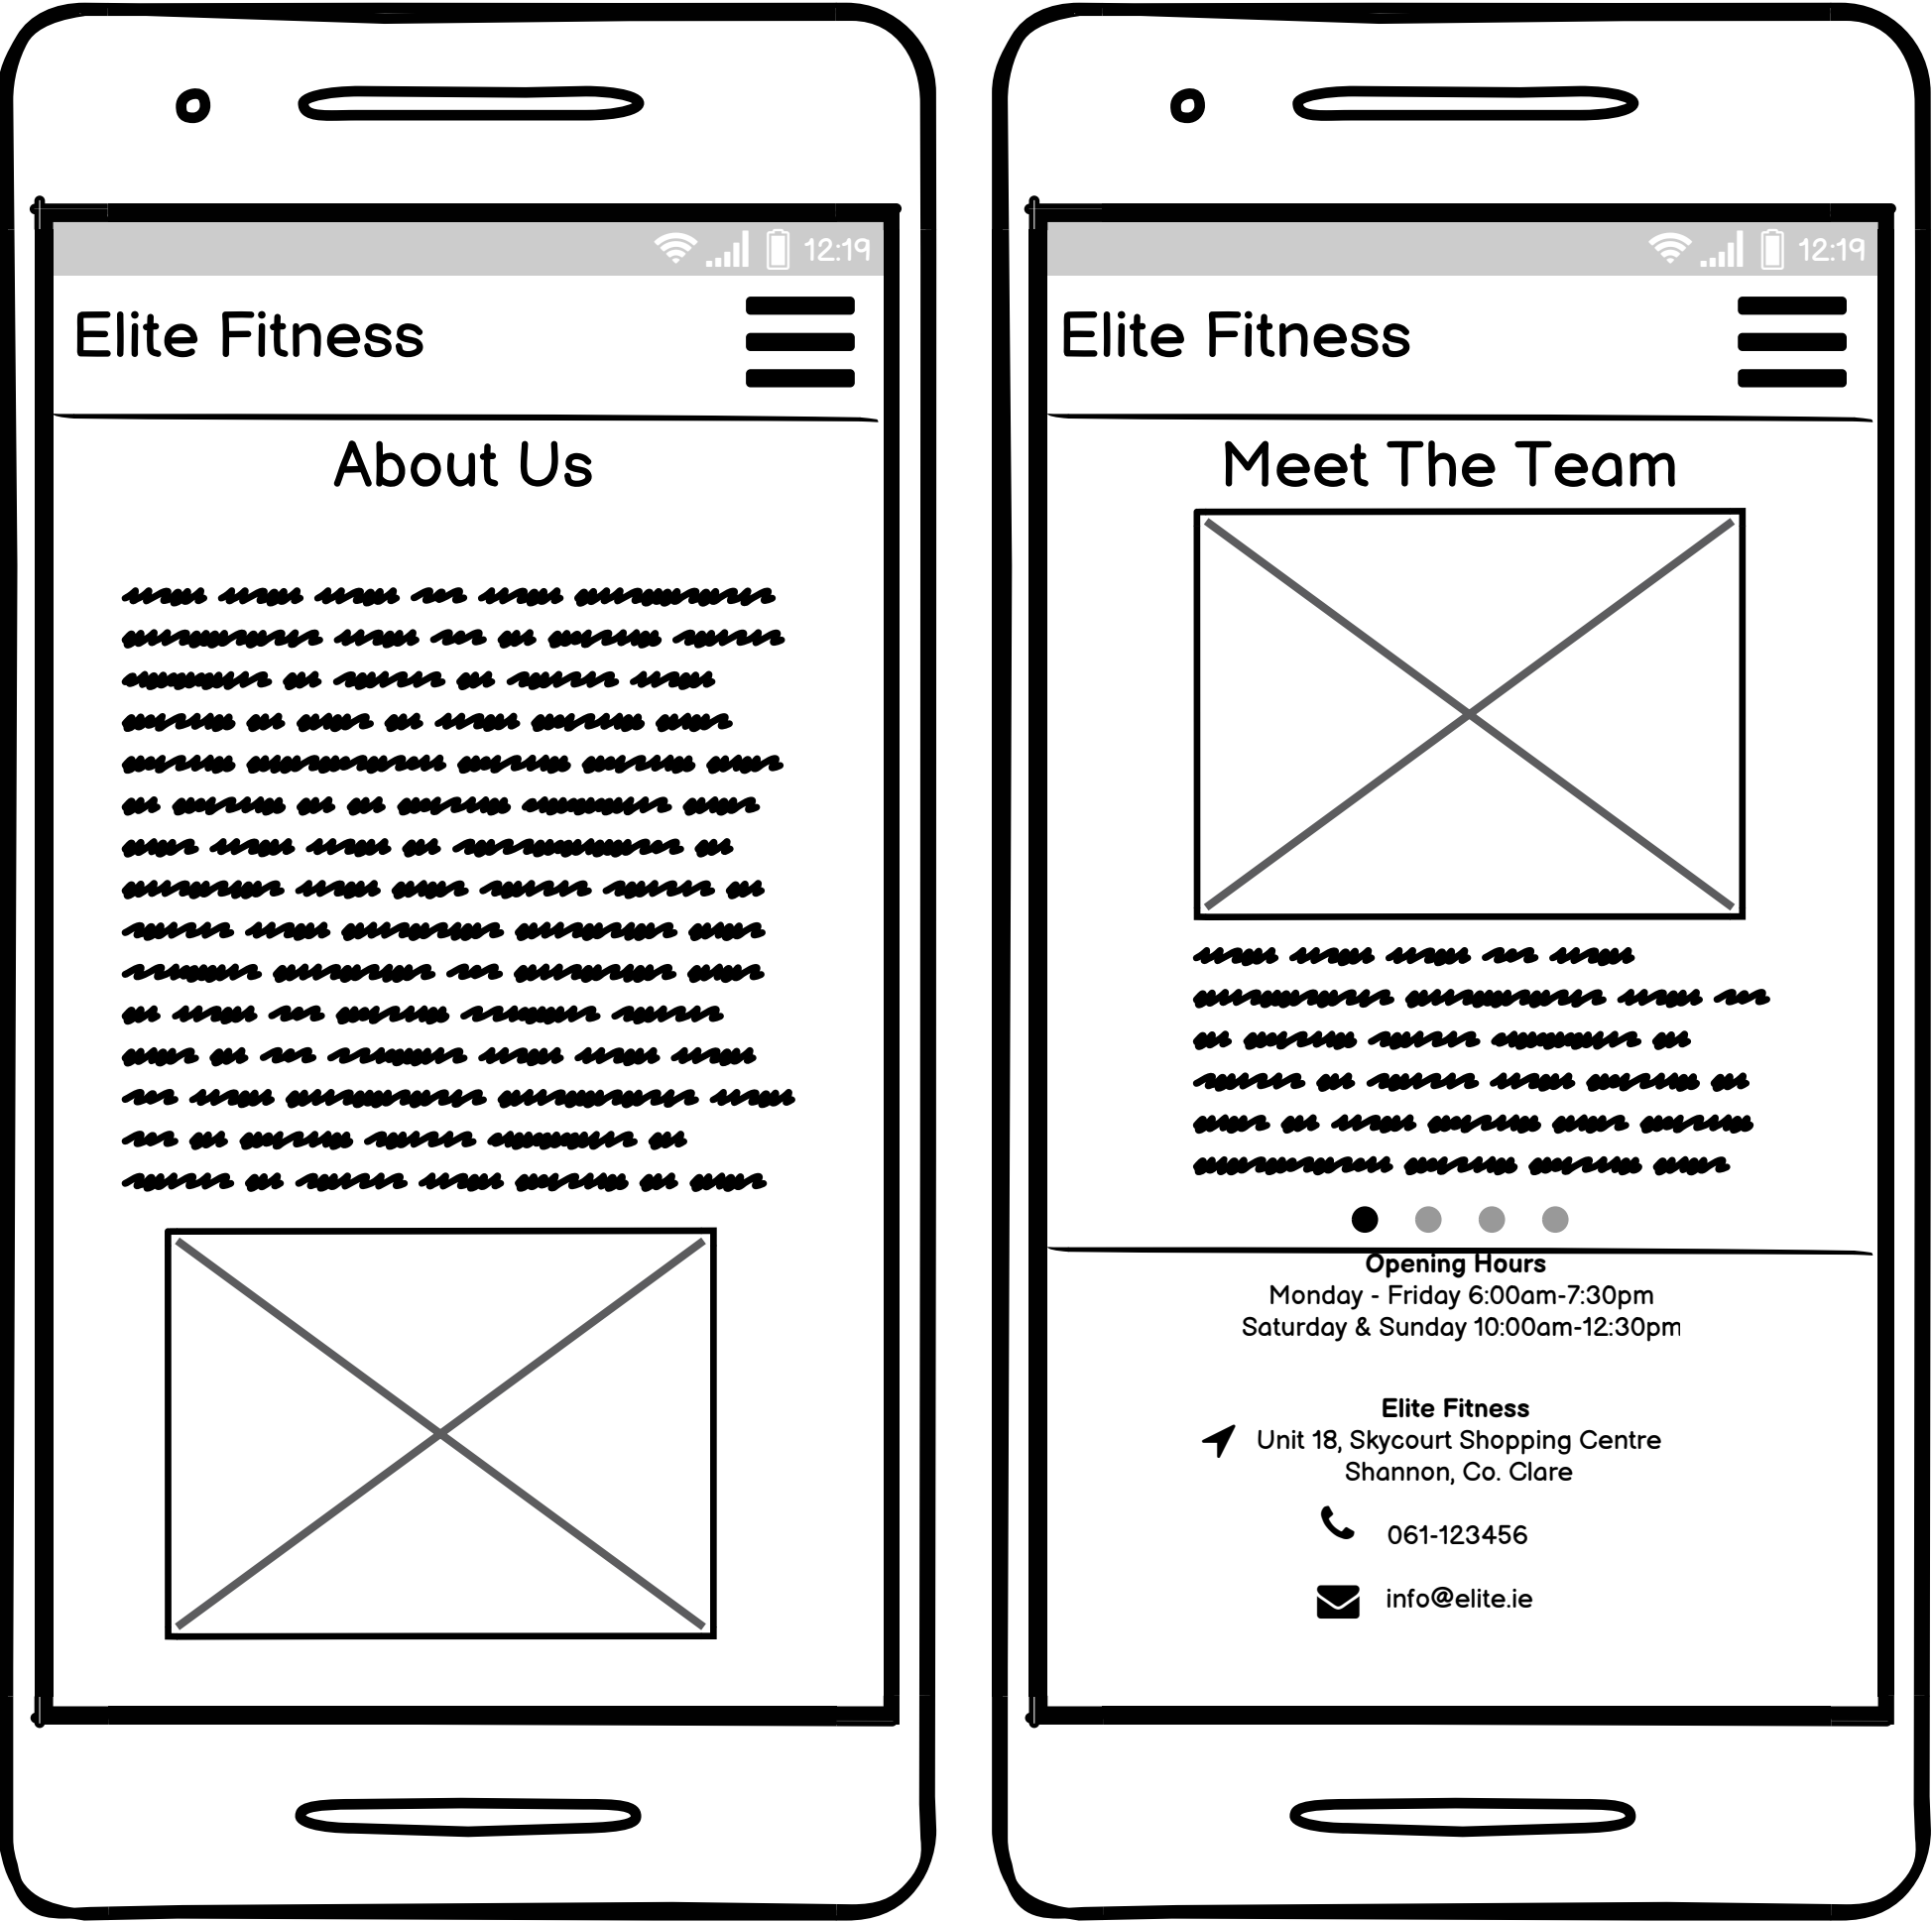 12:19
Elite Fitness
About Us
12:19
Elite Fitness
Meet The Team
Opening Hours
Monday - Friday 6:00am-7:30pm
Saturday & Sunday 10:00am-12:30pm
Elite Fitness
Unit 18, Skycourt Shopping Centre
Shannon, Co. Clare
061-123456
info@elite.ie